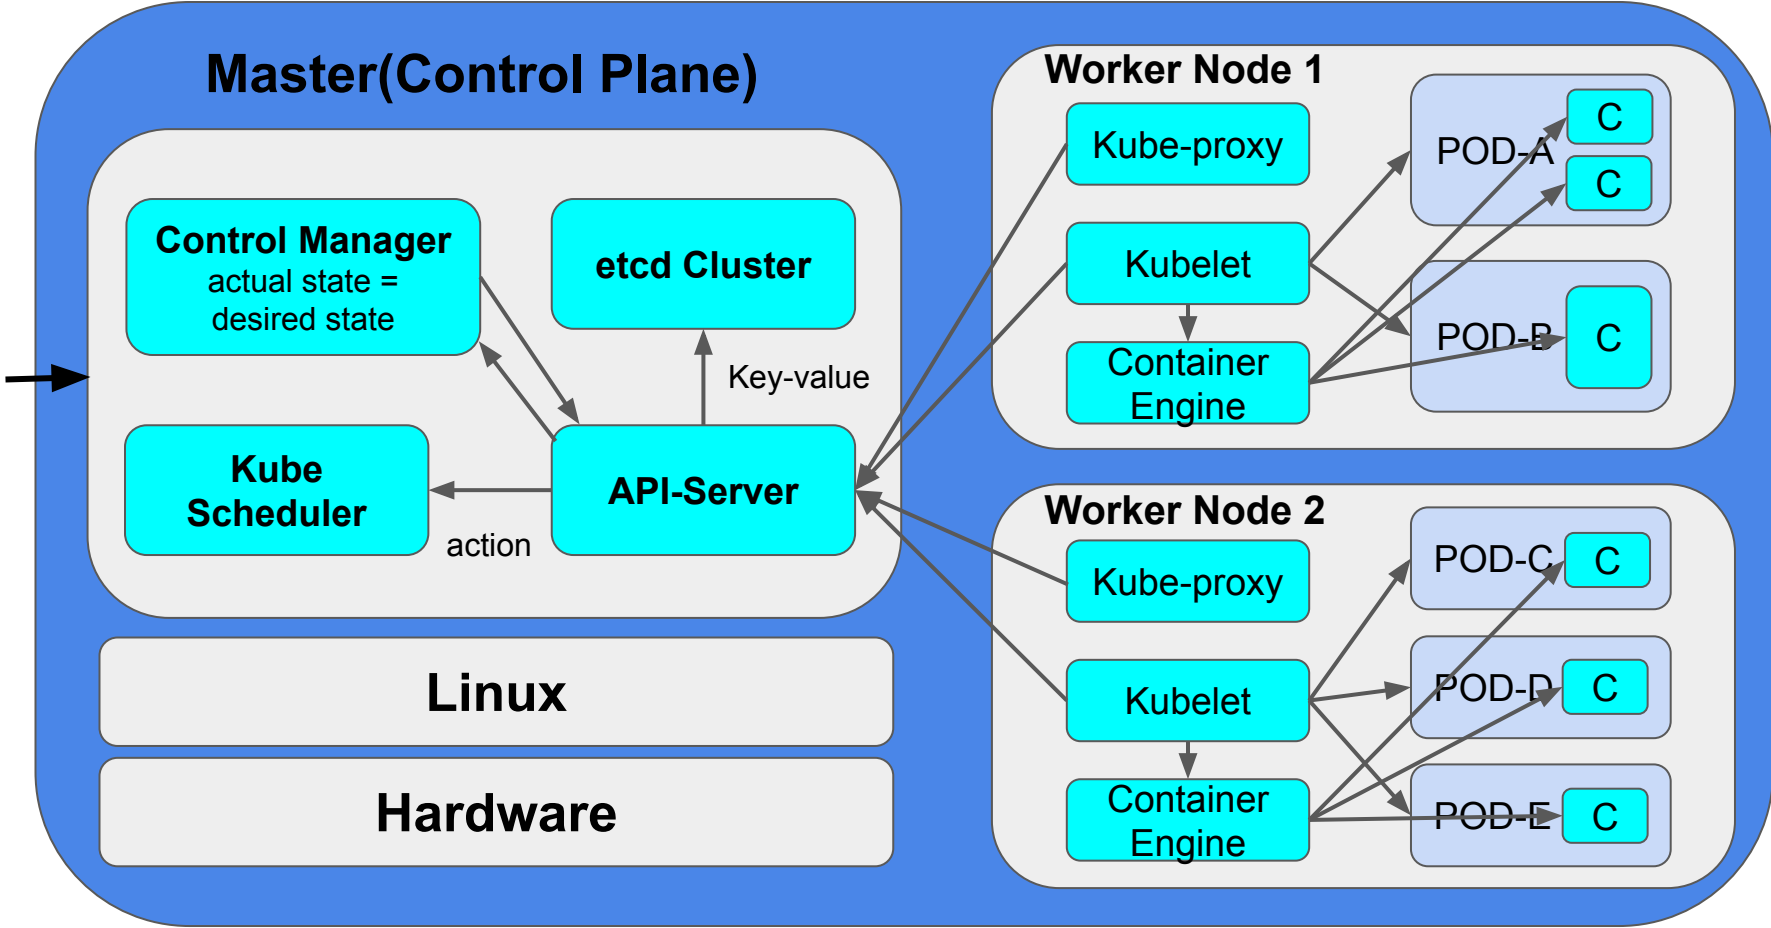 Master(Control Plane)
Control Manager
actual state =
desired state
etcd Cluster
Key-value
Kube
Scheduler
action
API-Server
Linux
Hardware
Worker Node 1
Kube-proxy
Kubelet
Container
Engine
POD-A
C
C
POD-B
C
Worker Node 2
Kube-proxy
Kubelet
Container
Engine
POD-C
C
POD-D
C
POD-E
C